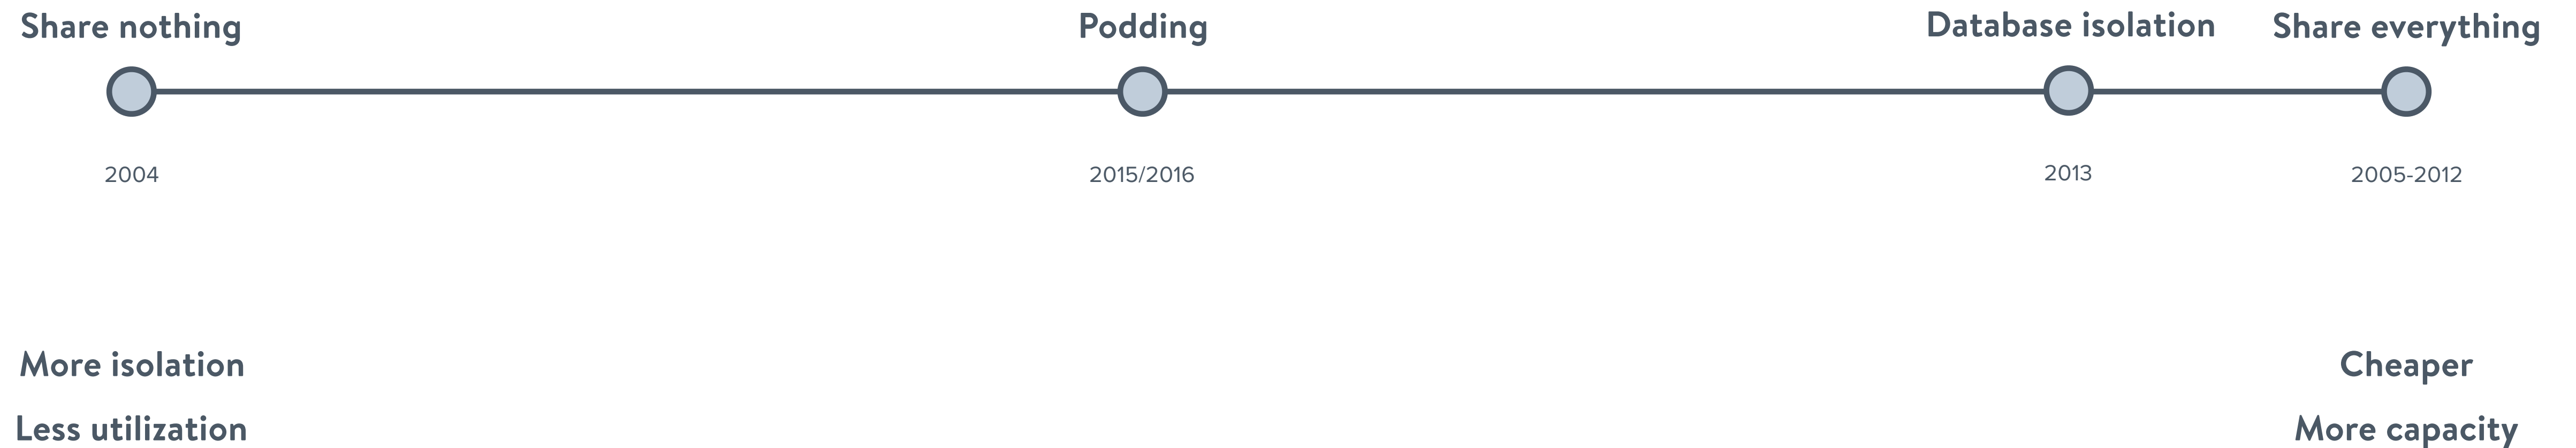 Share nothing
Podding
Database isolation
Share everything
2004
2015/2016
2013
2005-2012
More isolation
Cheaper
Less utilization
More capacity